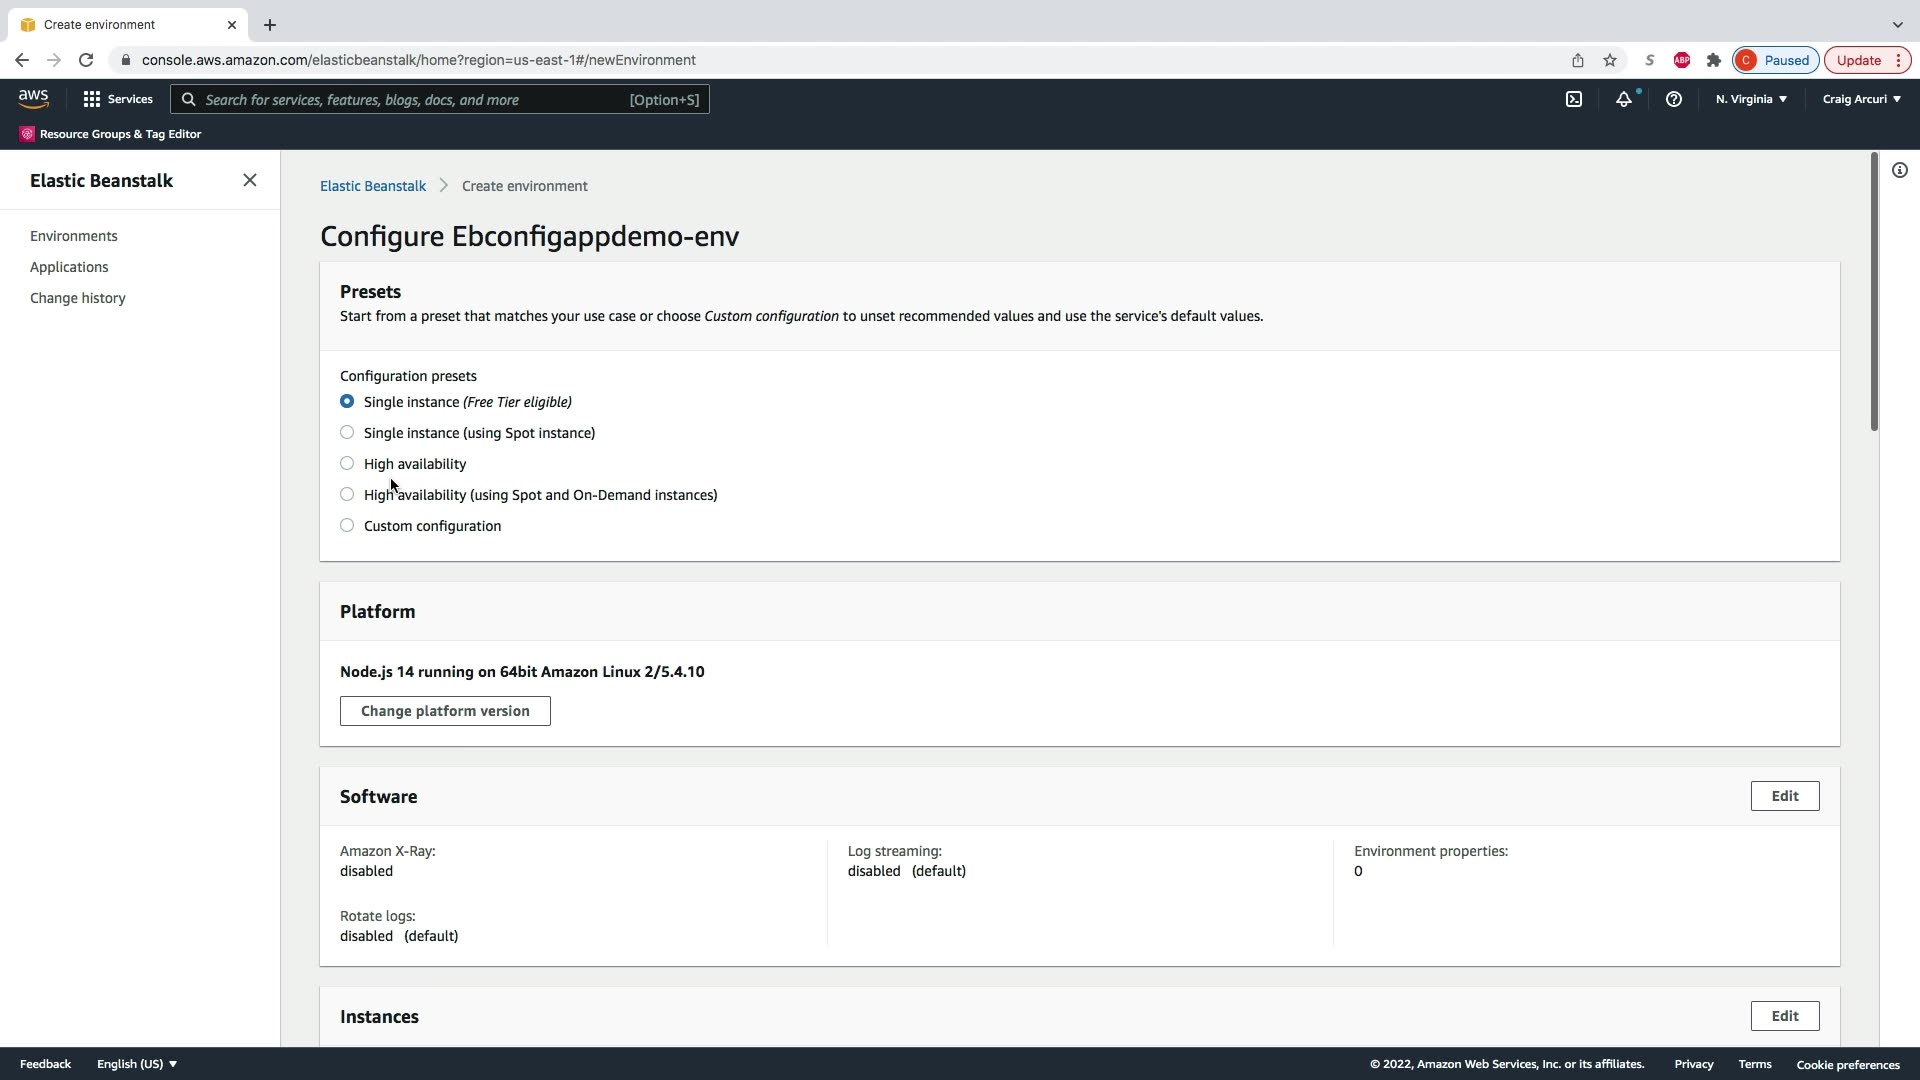 Create environment
console.aws.amazon.com/elasticbeanstalk/home?region=us-east-1#/newEnvironment
S
ABP
C Paused
Update
aws
Services
Search for services, features, blogs, docs, and more [Option+S]
N. Virginia ▼
Craig Arcuri ▼
Resource Groups & Tag Editor
Elastic Beanstalk
Environments
Applications
Change history
Elastic Beanstalk > Create environment
Configure Ebconfigappdemo-env
Presets
Start from a preset that matches your use case or choose Custom configuration to unset recommended values and use the service's default values.
Configuration presets
Single instance (Free Tier eligible)
Single instance (using Spot instance)
High availability
High availability (using Spot and On-Demand instances)
Custom configuration
Platform
Node.js 14 running on 64bit Amazon Linux 2/5.4.10
Change platform version
Software
Edit
Amazon X-Ray:
disabled
Log streaming:
disabled (default)
Environment properties:
0
Rotate logs:
disabled (default)
Instances
Edit
Feedback
English (US) ▼
© 2022, Amazon Web Services, Inc. or its affiliates.
Privacy
Terms
Cookie preferences